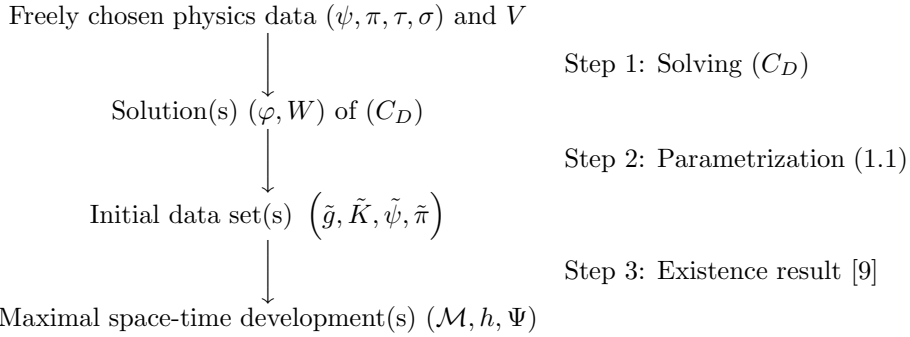 Freely chosen physics data (ψ, π, τ, σ) and V
Step 1: Solving (C_D)
Solution(s) (φ, W) of (C_D)
Step 2: Parametrization (1.1)
Initial data set(s) (g̃, K̃, ψ̃, π̃)
Step 3: Existence result [9]
Maximal space-time development(s) (ℳ, h, Ψ)